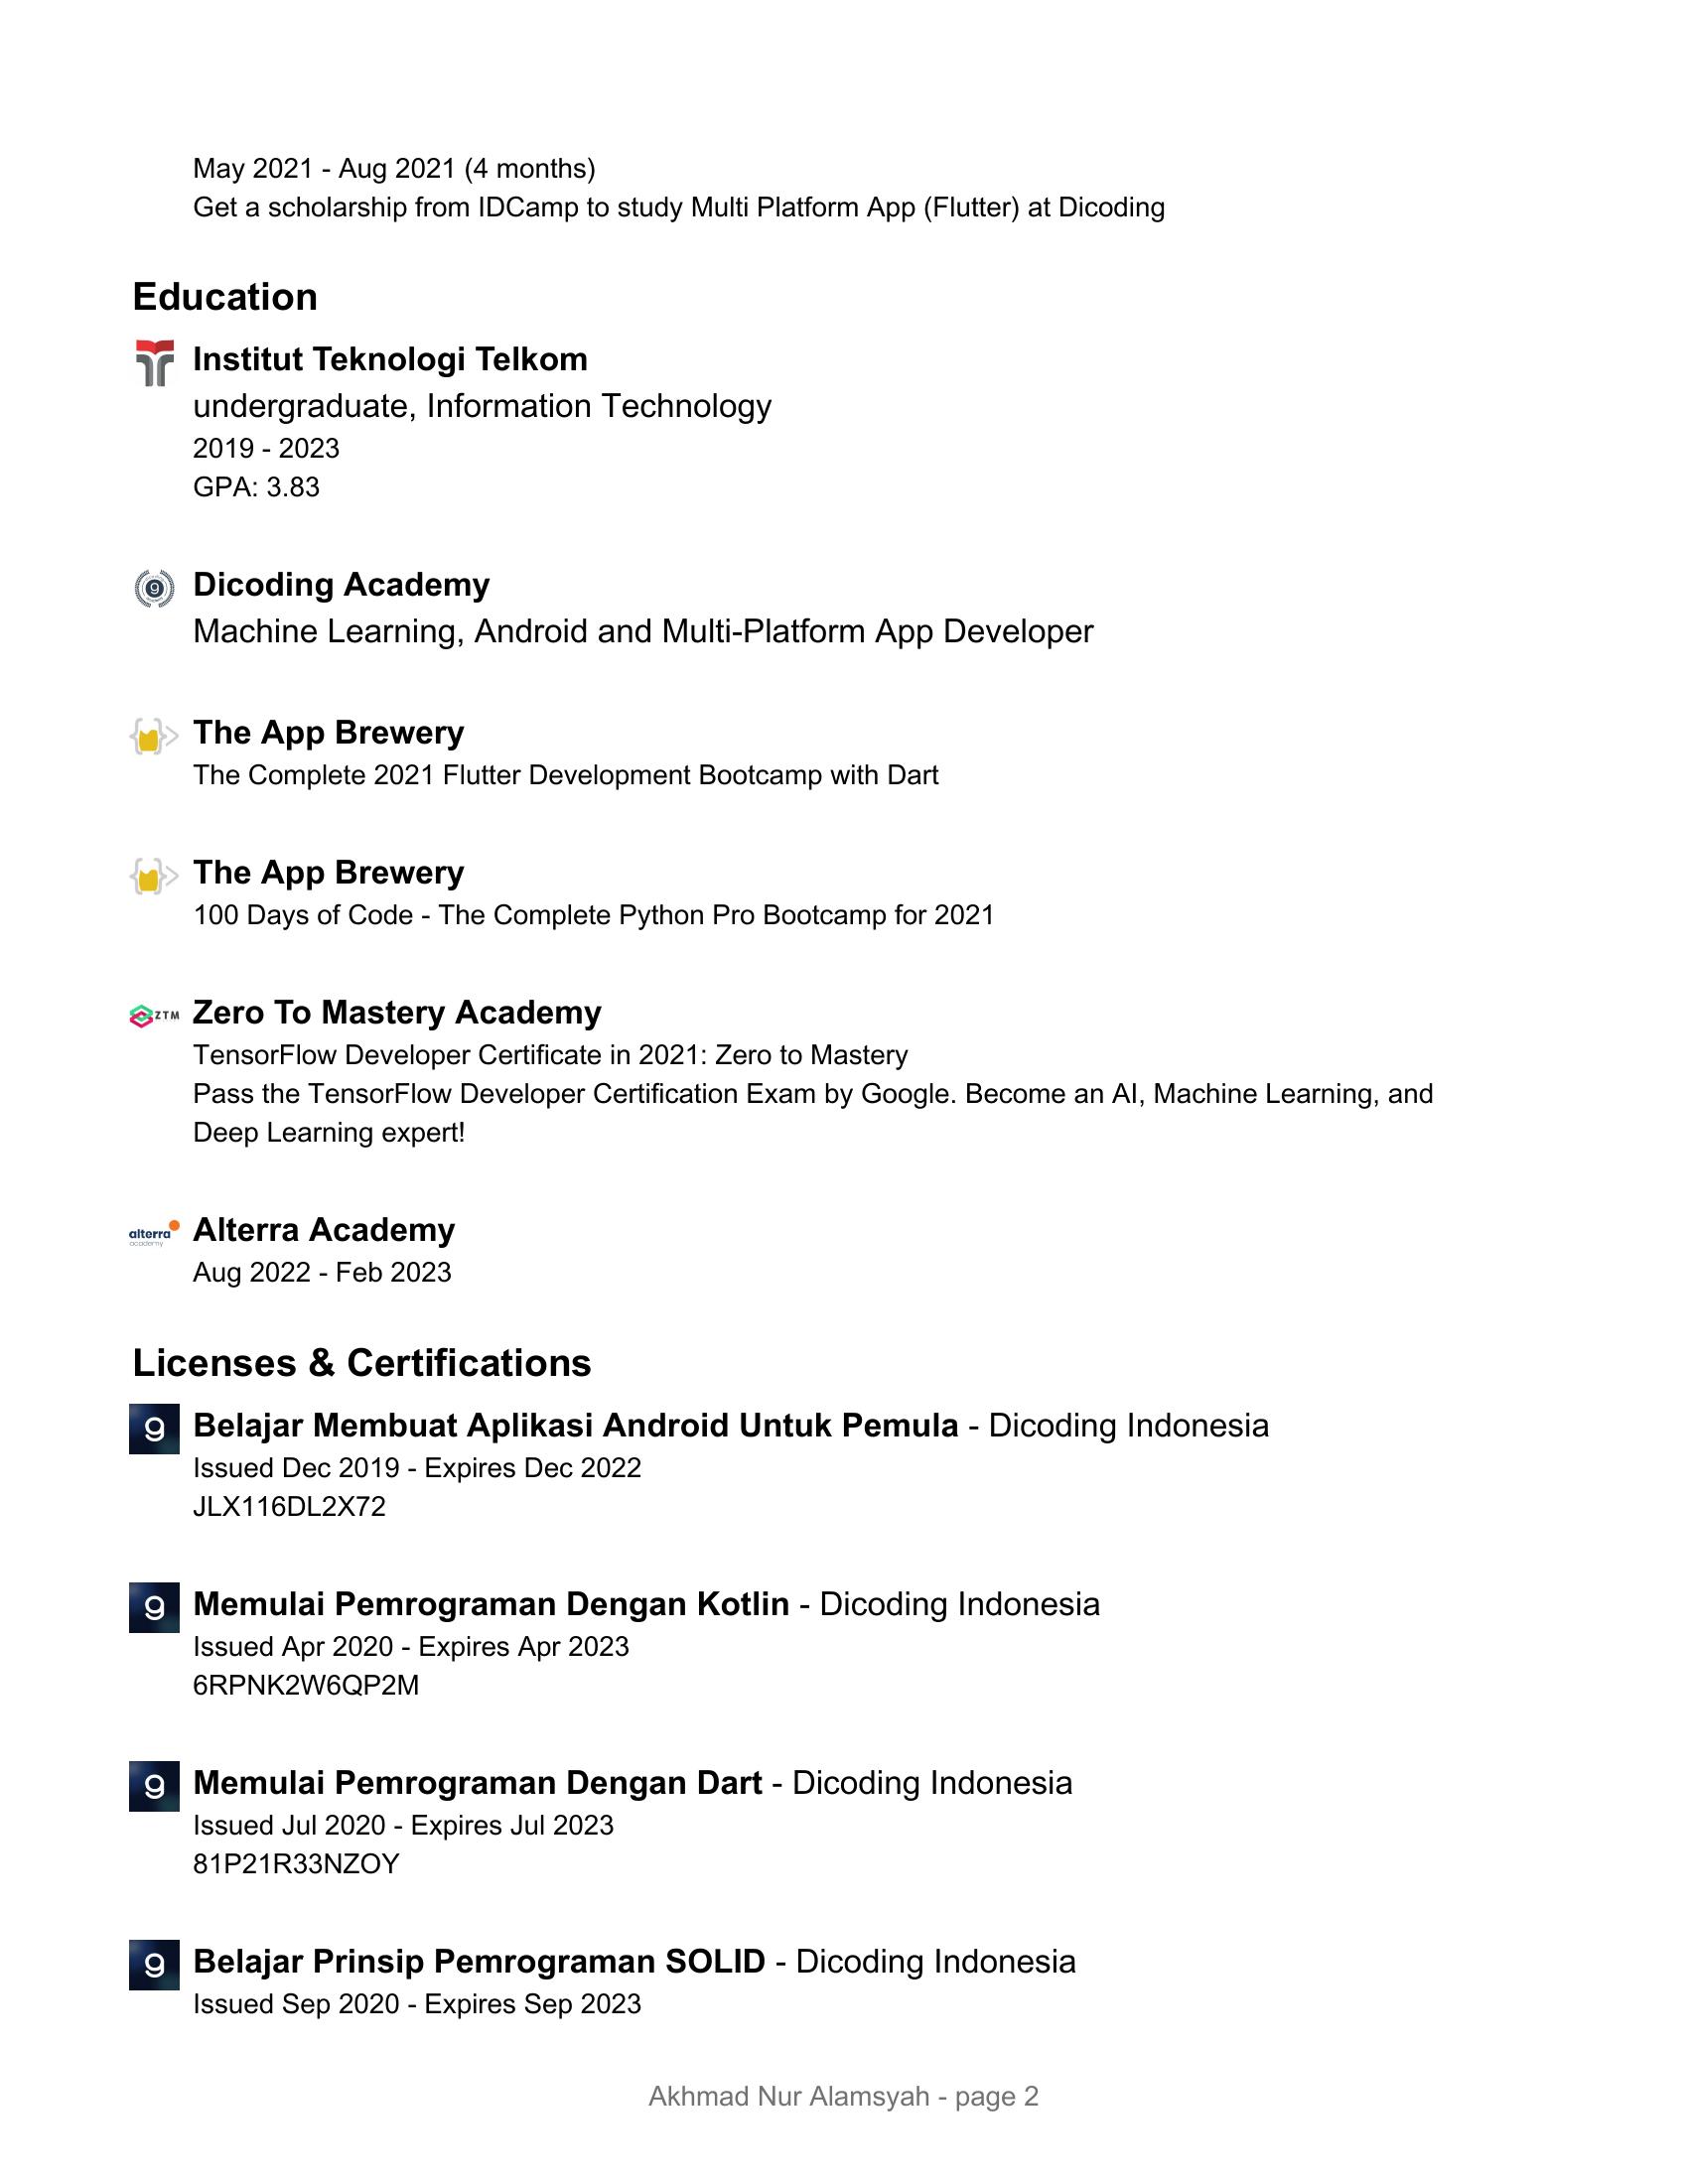 May 2021 - Aug 2021 (4 months)
Get a scholarship from IDCamp to study Multi Platform App (Flutter) at Dicoding
Education
Institut Teknologi Telkom
undergraduate, Information Technology
2019 - 2023
GPA: 3.83
Dicoding Academy
Machine Learning, Android and Multi-Platform App Developer
The App Brewery
The Complete 2021 Flutter Development Bootcamp with Dart
The App Brewery
100 Days of Code - The Complete Python Pro Bootcamp for 2021
ZTM Zero To Mastery Academy
TensorFlow Developer Certificate in 2021: Zero to Mastery
Pass the TensorFlow Developer Certification Exam by Google. Become an AI, Machine Learning, and
Deep Learning expert!
alterra
academy
Alterra Academy
Aug 2022 - Feb 2023
Licenses & Certifications
Belajar Membuat Aplikasi Android Untuk Pemula - Dicoding Indonesia
Issued Dec 2019 - Expires Dec 2022
JLX116DL2X72
Memulai Pemrograman Dengan Kotlin - Dicoding Indonesia
Issued Apr 2020 - Expires Apr 2023
6RPNK2W6QP2M
Memulai Pemrograman Dengan Dart - Dicoding Indonesia
Issued Jul 2020 - Expires Jul 2023
81P21R33NZOY
Belajar Prinsip Pemrograman SOLID - Dicoding Indonesia
Issued Sep 2020 - Expires Sep 2023
Akhmad Nur Alamsyah - page 2